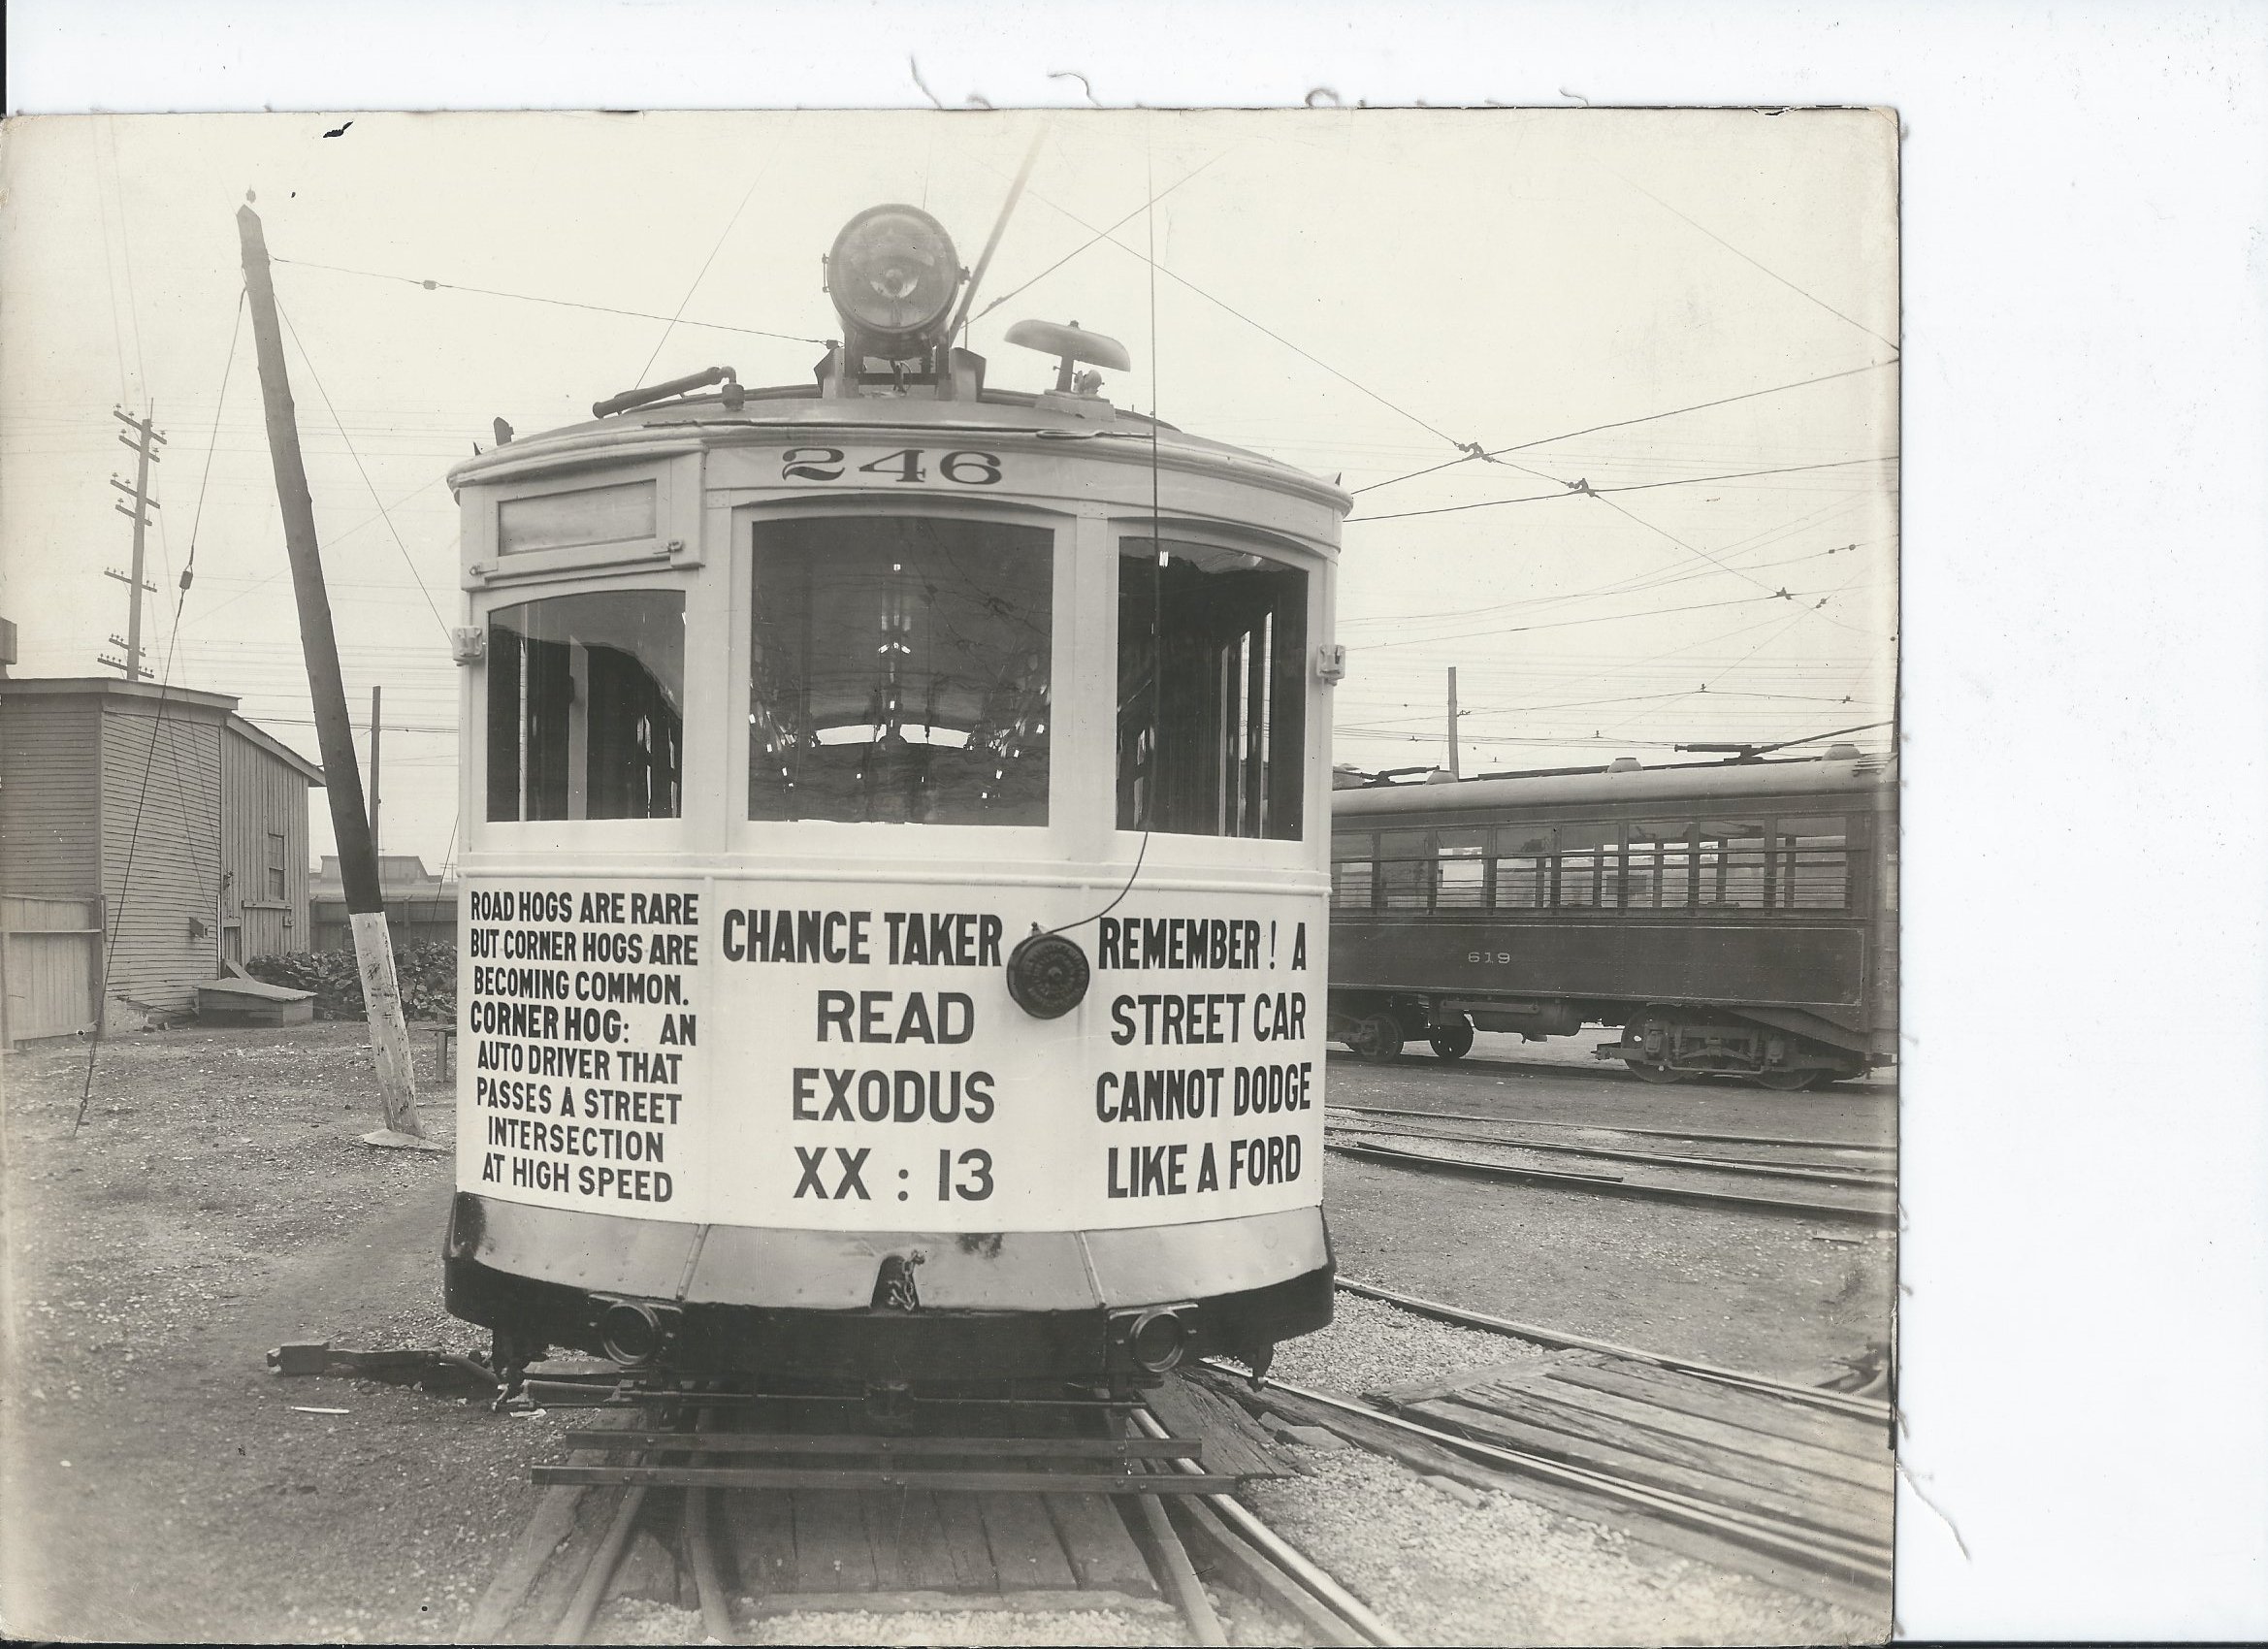 246
ROAD HOGS ARE RARE
BUT CORNER HOGS ARE
BECOMING COMMON.
CORNER HOG: AN
AUTO DRIVER THAT
PASSES A STREET
INTERSECTION
AT HIGH SPEED
CHANCE TAKER
READ
EXODUS
XX : 13
REMEMBER! A
STREET CAR
CANNOT DODGE
LIKE A FORD
619